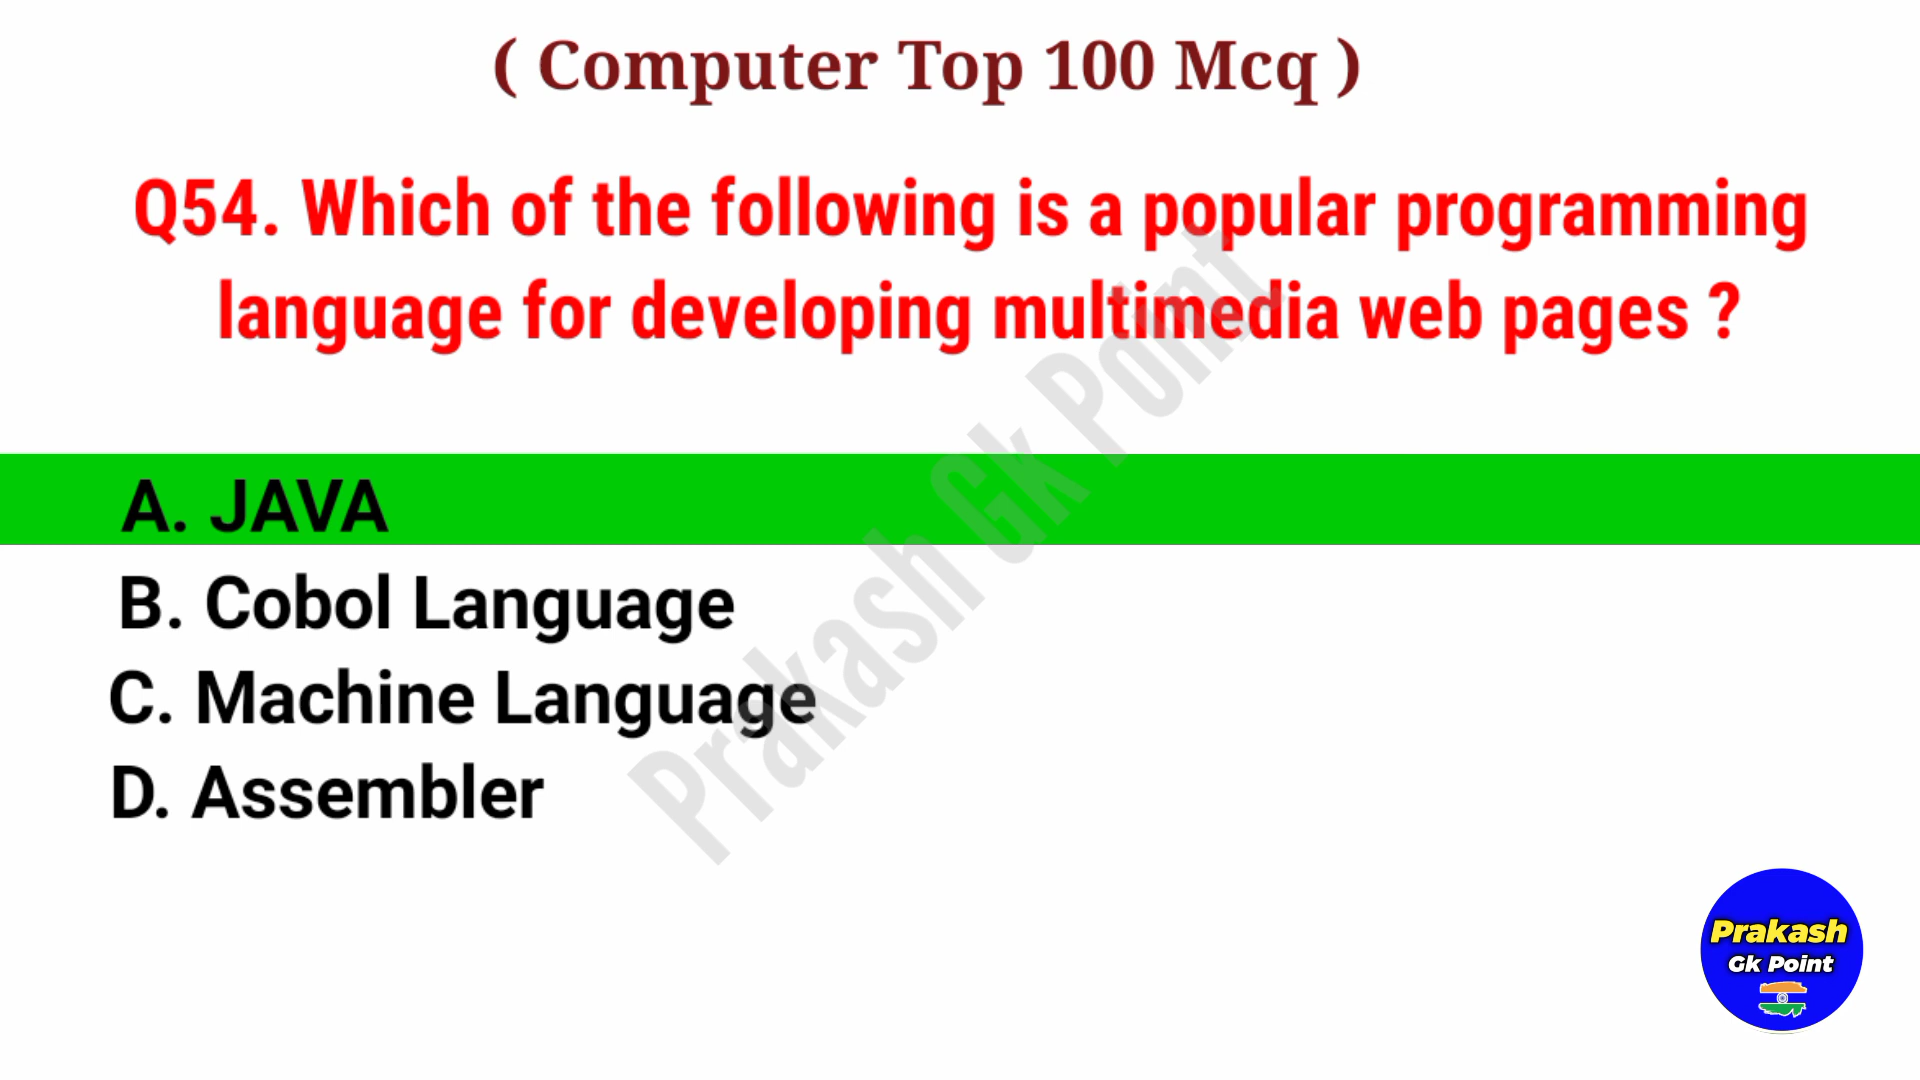 ( Computer Top 100 Mcq )
Q54. Which of the following is a popular programming
language for developing multimedia web pages ?
A. JAVA
B. Cobol Language
C. Machine Language
D. Assembler
Prakash Gk Point
Prakash
Gk Point